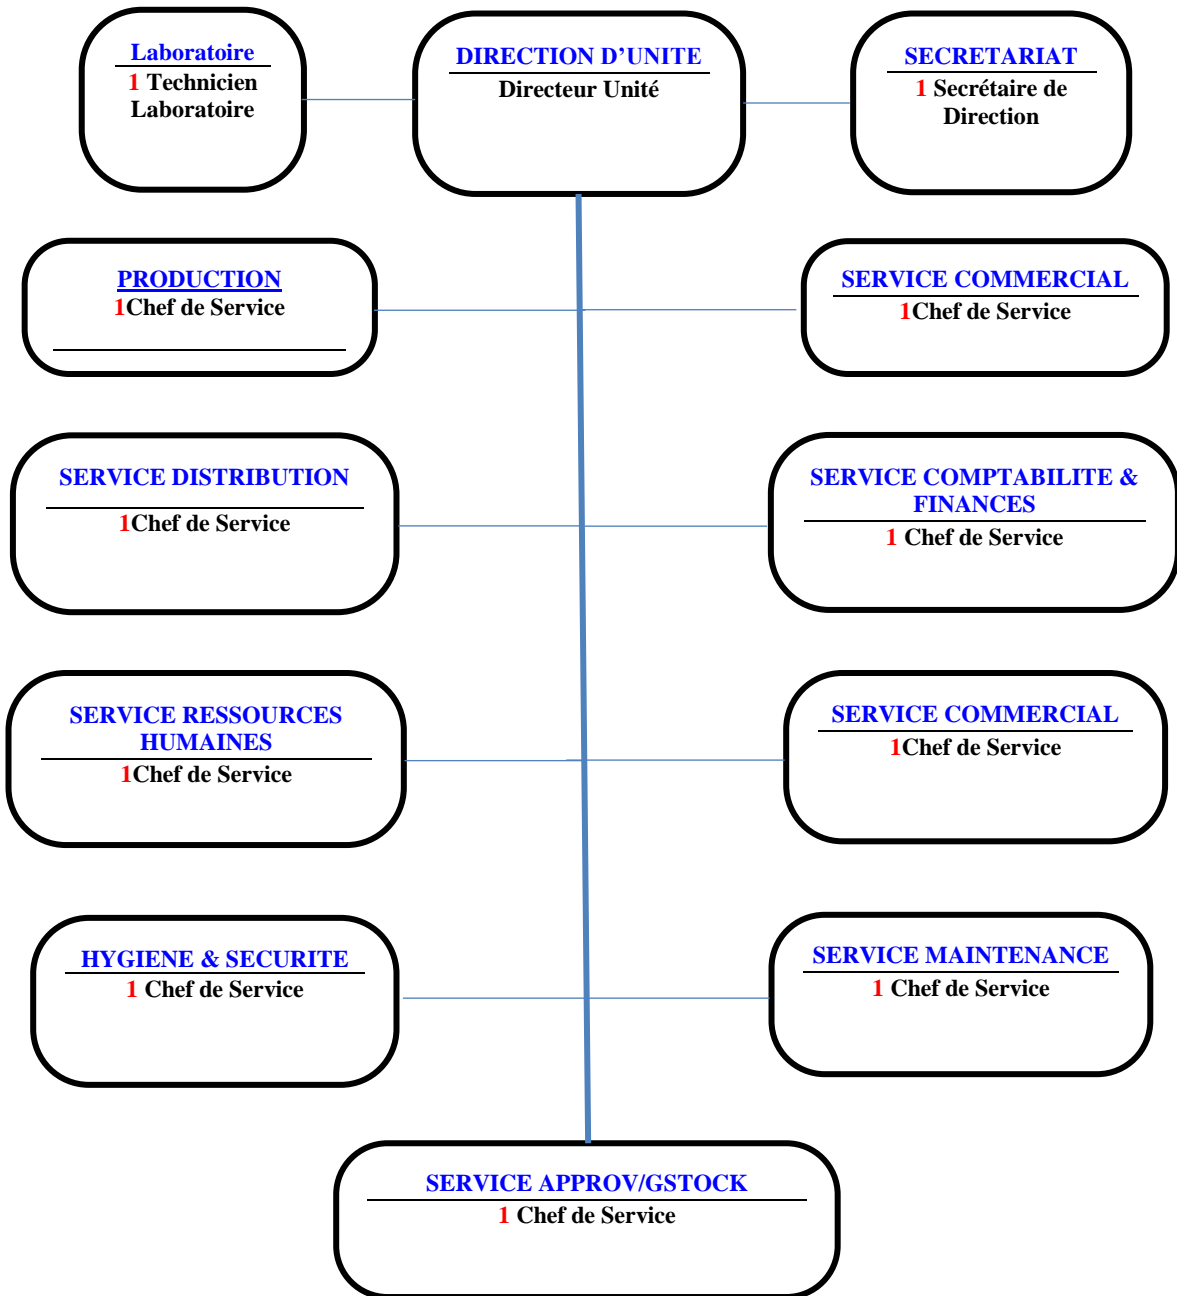 Laboratoire
1 Technicien
Laboratoire
DIRECTION D’UNITE
Directeur Unité
SECRETARIAT
1 Secrétaire de
Direction
PRODUCTION
1Chef de Service
SERVICE COMMERCIAL
1Chef de Service
SERVICE DISTRIBUTION
1Chef de Service
SERVICE COMPTABILITE &
FINANCES
1 Chef de Service
SERVICE RESSOURCES
HUMAINES
1Chef de Service
SERVICE COMMERCIAL
1Chef de Service
HYGIENE & SECURITE
1 Chef de Service
SERVICE MAINTENANCE
1 Chef de Service
SERVICE APPROV/GSTOCK
1 Chef de Service